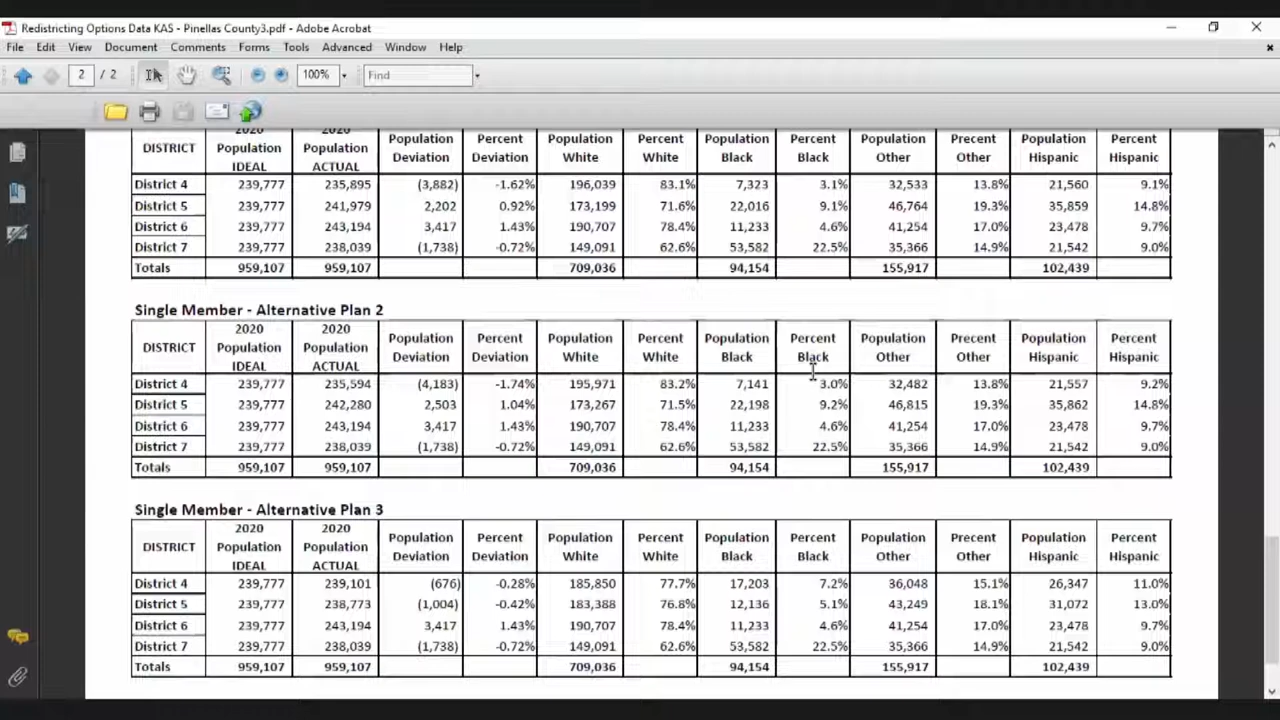 Redistricting Options Data KAS - Pinellas County3.pdf - Adobe Acrobat
File Edit View Document Comments Forms Tools Advanced Window Help
2 / 2 100% Find
DISTRICT 2020 Population IDEAL 2020 Population ACTUAL Population Deviation Percent Deviation Population White Percent White Population Black Percent Black Population Other Precent Other Population Hispanic Percent Hispanic
District 4 239,777 235,895 (3,882) -1.62% 196,039 83.1% 7,323 3.1% 32,533 13.8% 21,560 9.1%
District 5 239,777 241,979 2,202 0.92% 173,199 71.6% 22,016 9.1% 46,764 19.3% 35,859 14.8%
District 6 239,777 243,194 3,417 1.43% 190,707 78.4% 11,233 4.6% 41,254 17.0% 23,478 9.7%
District 7 239,777 238,039 (1,738) -0.72% 149,091 62.6% 53,582 22.5% 35,366 14.9% 21,542 9.0%
Totals 959,107 959,107 709,036 94,154 155,917 102,439
Single Member - Alternative Plan 2
DISTRICT 2020 Population IDEAL 2020 Population ACTUAL Population Deviation Percent Deviation Population White Percent White Population Black Percent Black Population Other Precent Other Population Hispanic Percent Hispanic
District 4 239,777 235,594 (4,183) -1.74% 195,971 83.2% 7,141 3.0% 32,482 13.8% 21,557 9.2%
District 5 239,777 242,280 2,503 1.04% 173,267 71.5% 22,198 9.2% 46,815 19.3% 35,862 14.8%
District 6 239,777 243,194 3,417 1.43% 190,707 78.4% 11,233 4.6% 41,254 17.0% 23,478 9.7%
District 7 239,777 238,039 (1,738) -0.72% 149,091 62.6% 53,582 22.5% 35,366 14.9% 21,542 9.0%
Totals 959,107 959,107 709,036 94,154 155,917 102,439
Single Member - Alternative Plan 3
DISTRICT 2020 Population IDEAL 2020 Population ACTUAL Population Deviation Percent Deviation Population White Percent White Population Black Percent Black Population Other Precent Other Population Hispanic Percent Hispanic
District 4 239,777 239,101 (676) -0.28% 185,850 77.7% 17,203 7.2% 36,048 15.1% 26,347 11.0%
District 5 239,777 238,773 (1,004) -0.42% 183,388 76.8% 12,136 5.1% 43,249 18.1% 31,072 13.0%
District 6 239,777 243,194 3,417 1.43% 190,707 78.4% 11,233 4.6% 41,254 17.0% 23,478 9.7%
District 7 239,777 238,039 (1,738) -0.72% 149,091 62.6% 53,582 22.5% 35,366 14.9% 21,542 9.0%
Totals 959,107 959,107 709,036 94,154 155,917 102,439